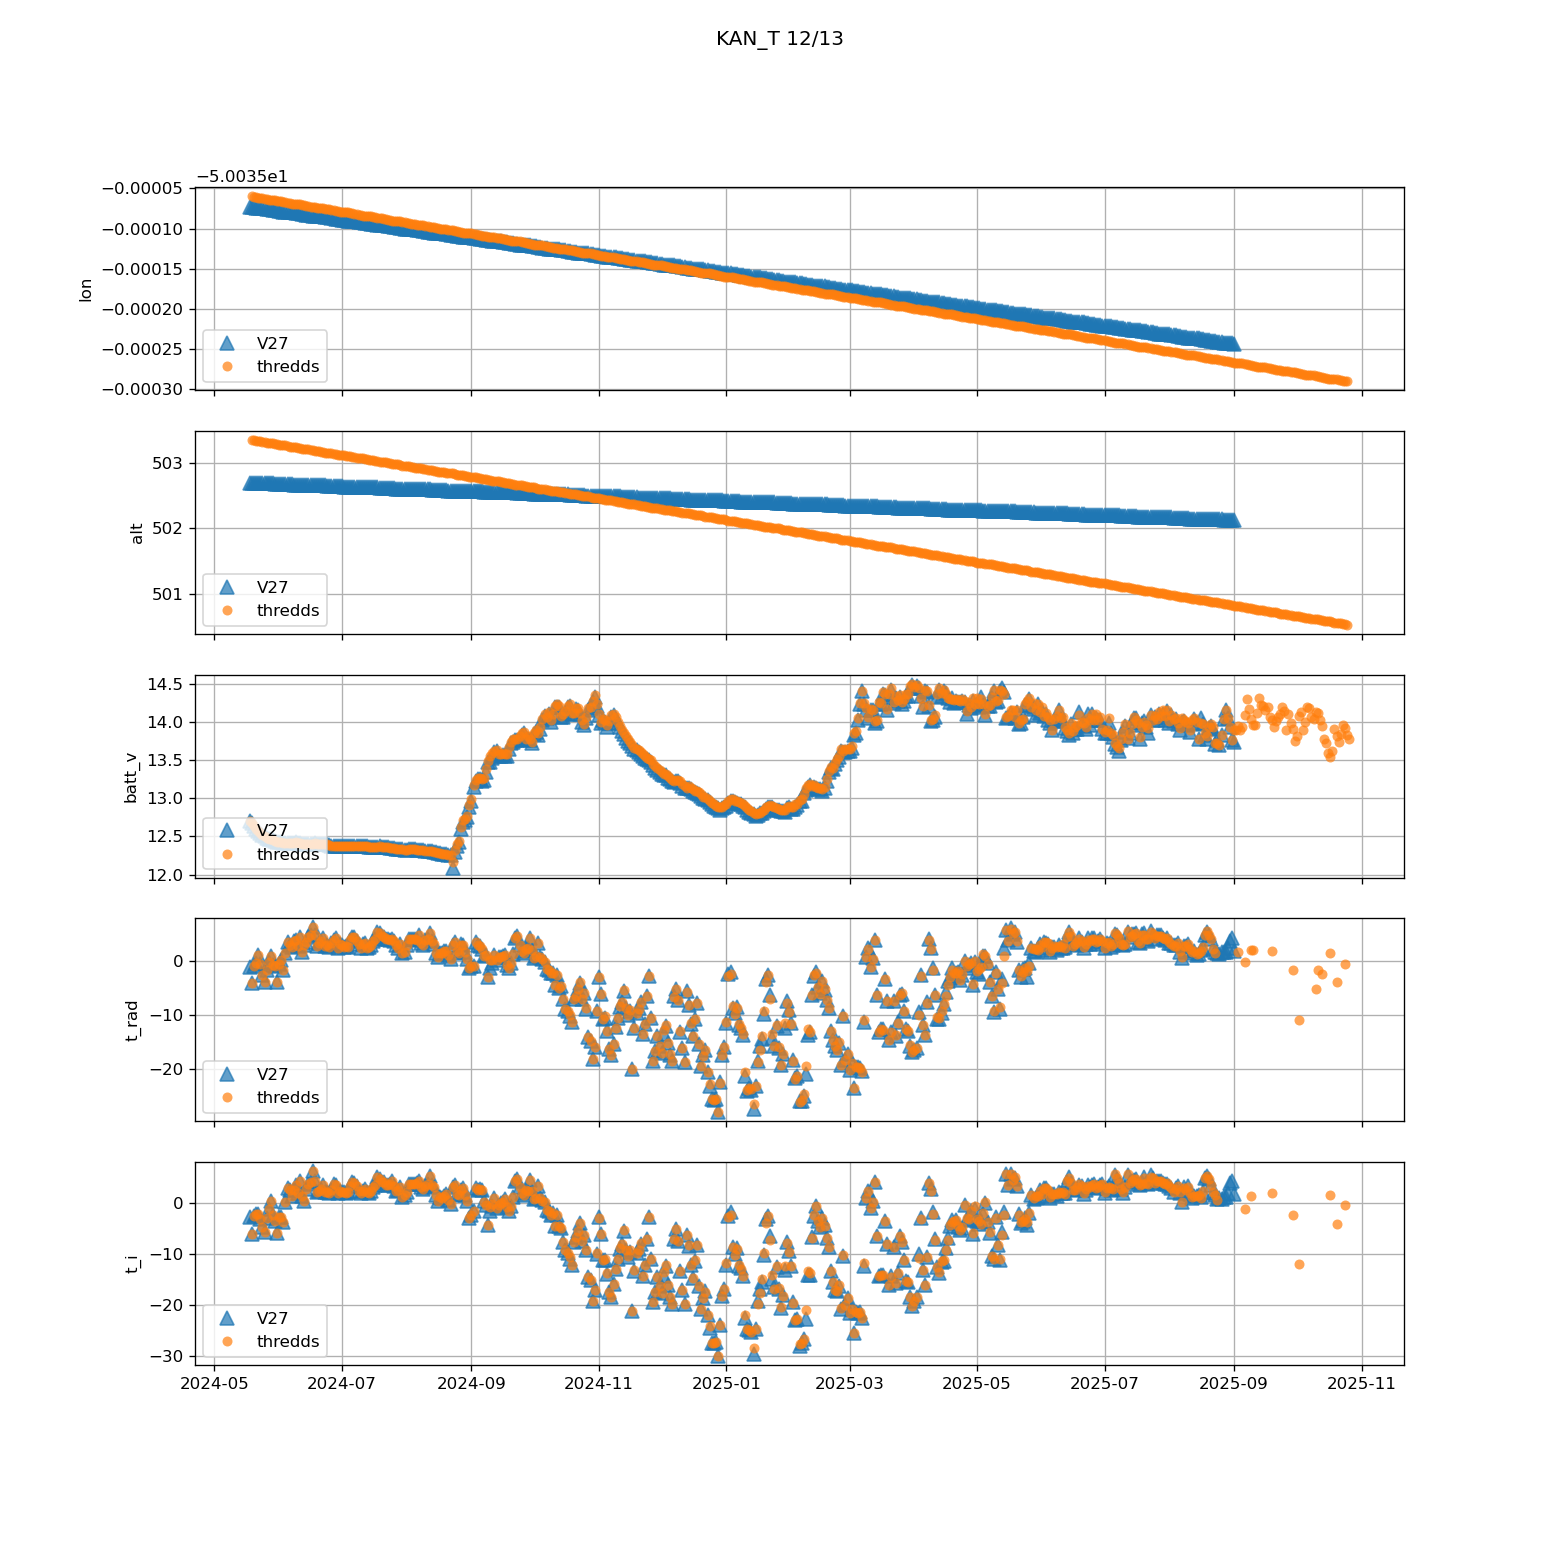 KAN_T 12/13
−5.0035e1
−0.00005
−0.00010
−0.00015
−0.00020
−0.00025
−0.00030
lon
V27
thredds
503
502
501
alt
V27
thredds
14.5
14.0
13.5
13.0
12.5
12.0
batt_v
V27
thredds
0
−10
−20
t_rad
V27
thredds
0
−10
−20
−30
t_i
V27
thredds
2024-05 2024-07 2024-09 2024-11 2025-01 2025-03 2025-05 2025-07 2025-09 2025-11